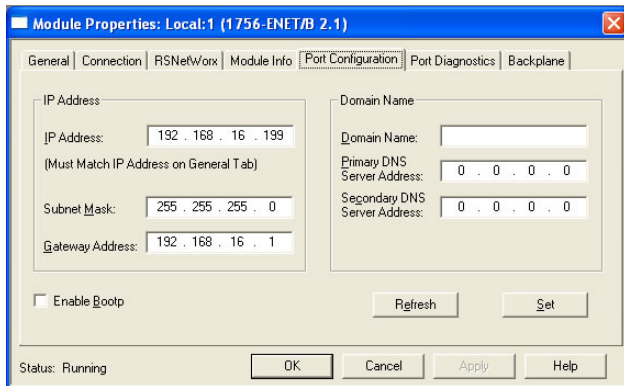 Module Properties: Local:1 (1756-ENET/B 2.1)
General
Connection
RSNetWorx
Module Info
Port Configuration
Port Diagnostics
Backplane
IP Address
IP Address: 192 . 168 . 16 . 199
(Must Match IP Address on General Tab)
Subnet Mask: 255 . 255 . 255 . 0
Gateway Address: 192 . 168 . 16 . 1
Domain Name
Domain Name:
Primary DNS
Server Address: 0 . 0 . 0 . 0
Secondary DNS
Server Address: 0 . 0 . 0 . 0
Enable Bootp
Refresh
Set
Status: Running
OK
Cancel
Apply
Help